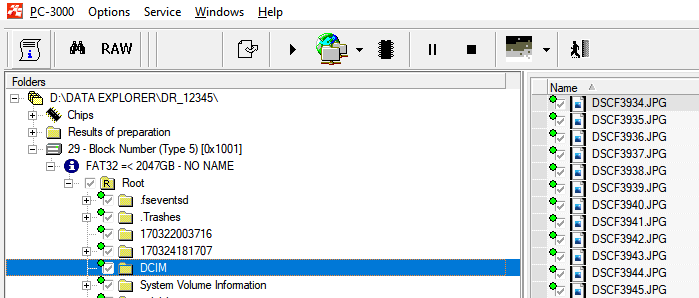 PC-3000 Options Service Windows Help
RAW
Folders
D:\DATA EXPLORER\DR_12345\
Chips
Results of preparation
29 - Block Number (Type 5) [0x1001]
FAT32 =< 2047GB - NO NAME
R Root
.fseventsd
.Trashes
170322003716
170324181707
DCIM
System Volume Information
Name
DSCF3934.JPG
DSCF3935.JPG
DSCF3936.JPG
DSCF3937.JPG
DSCF3938.JPG
DSCF3939.JPG
DSCF3940.JPG
DSCF3941.JPG
DSCF3942.JPG
DSCF3943.JPG
DSCF3944.JPG
DSCF3945.JPG